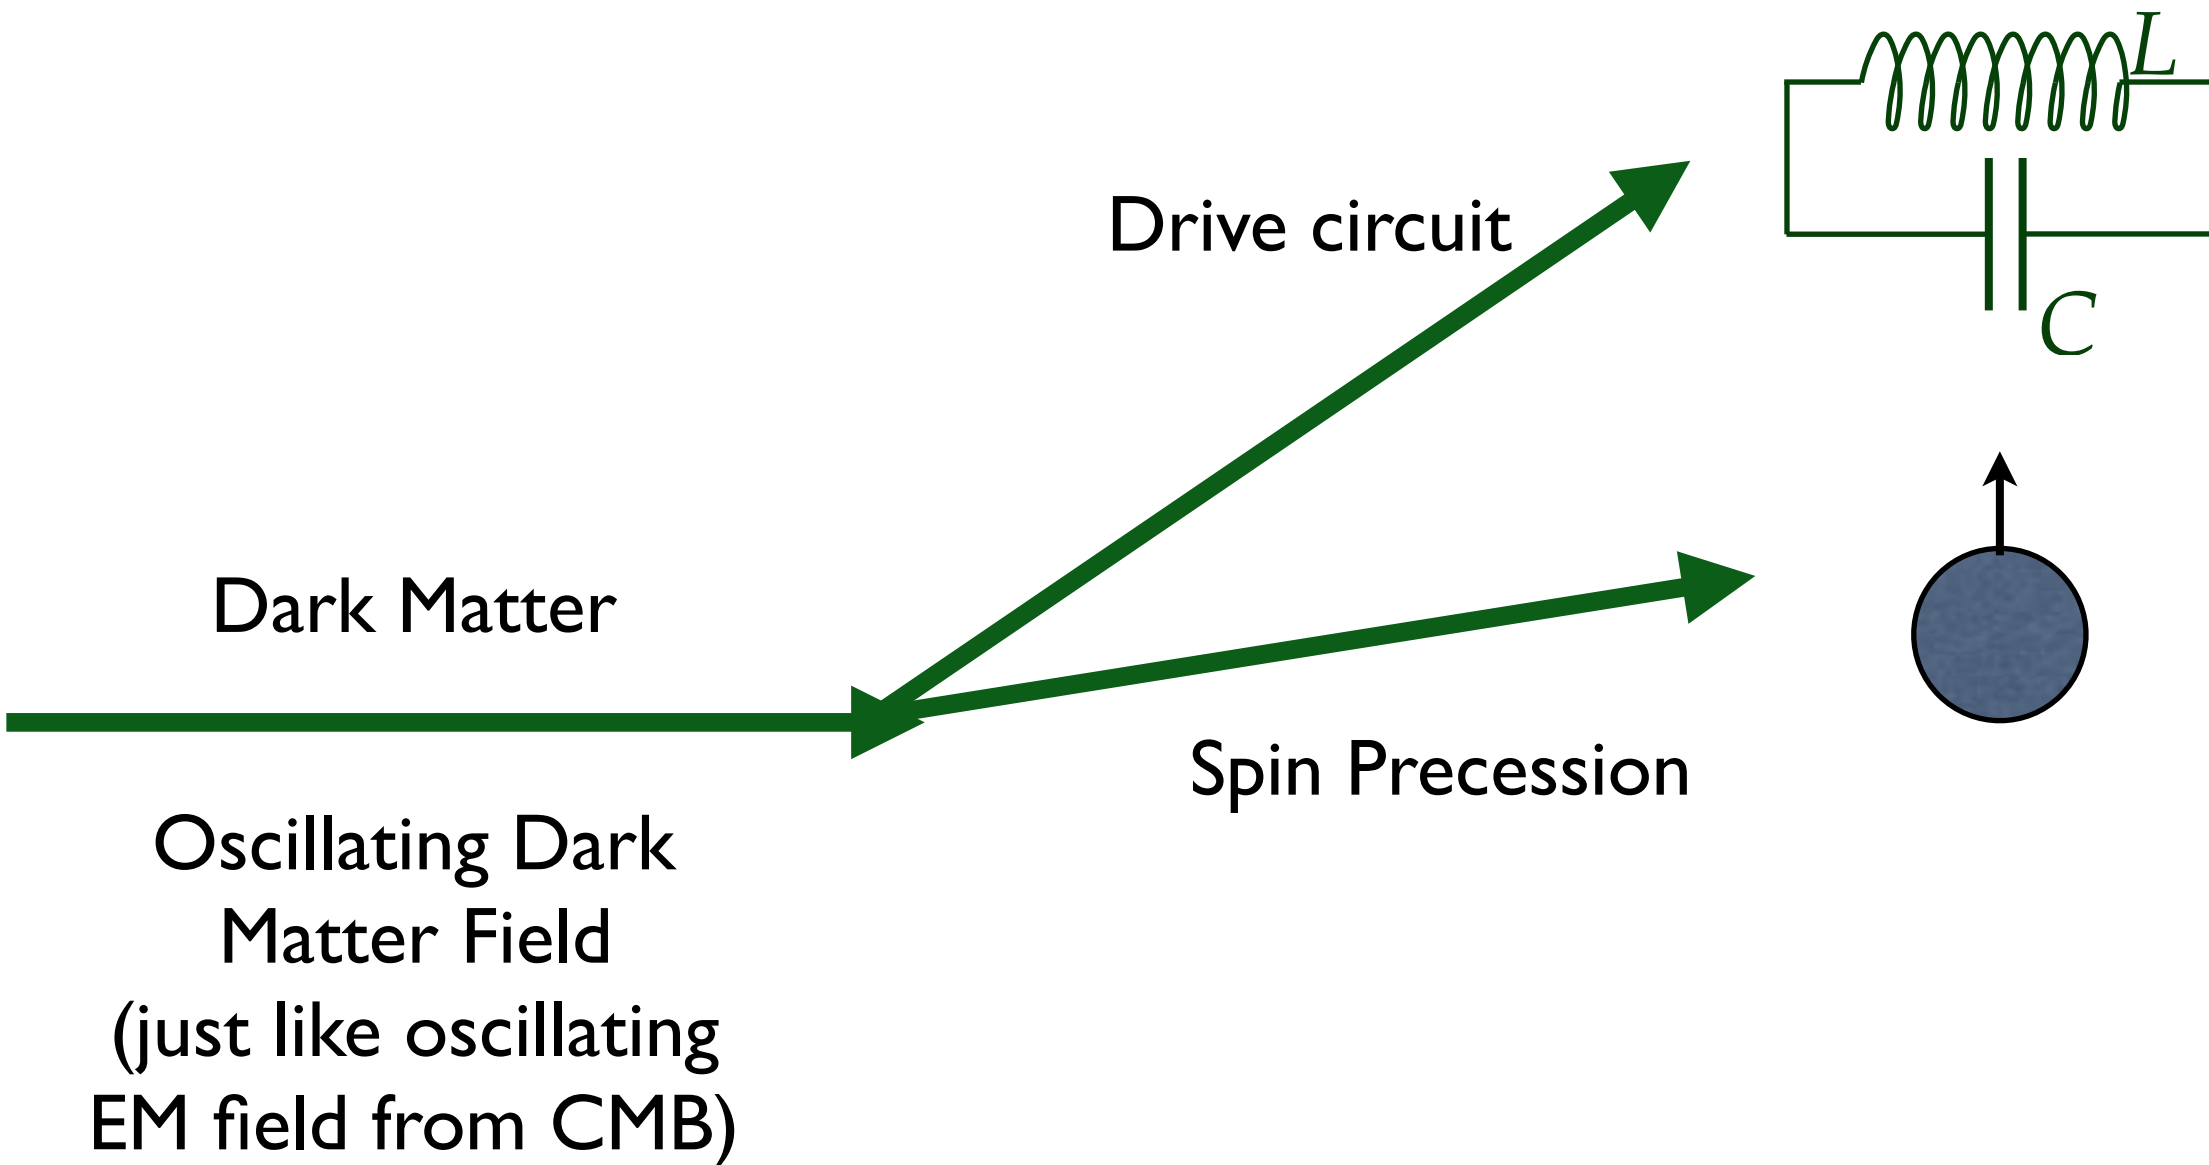 L
Drive circuit
C
Dark Matter
Spin Precession
Oscillating Dark
Matter Field
(just like oscillating
EM field from CMB)